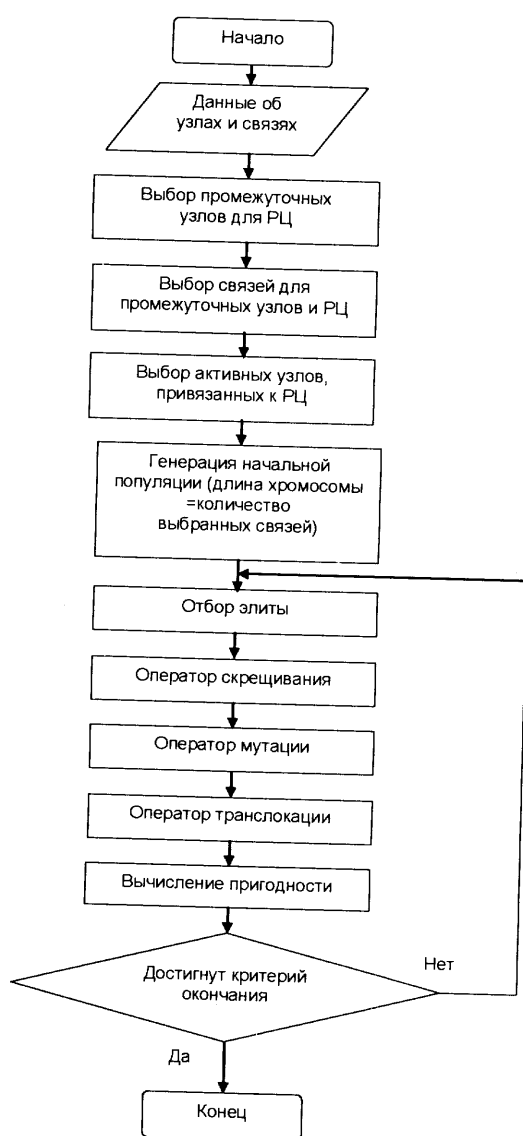 Начало
Данные об
узлах и связях
Выбор промежуточных
узлов для РЦ
Выбор связей для
промежуточных узлов и РЦ
Выбор активных узлов,
привязанных к РЦ
Генерация начальной
популяции (длина хромосомы
=количество
выбранных связей)
Отбор элиты
Оператор скрещивания
Оператор мутации
Оператор транслокации
Вычисление пригодности
Достигнут критерий
окончания
Нет
Да
Конец